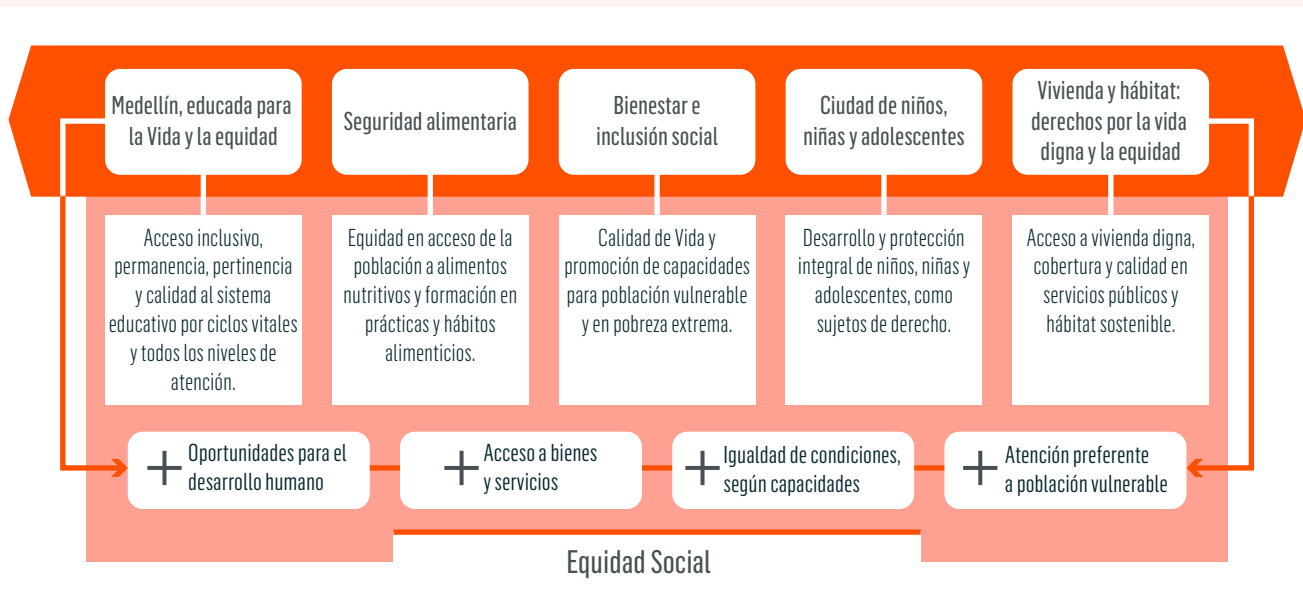 Medellín, educada para
la Vida y la equidad
Seguridad alimentaria
Bienestar e
inclusión social
Ciudad de niños,
niñas y adolescentes
Vivienda y hábitat:
derechos por la vida
digna y la equidad
Acceso inclusivo,
permanencia, pertinencia
y calidad al sistema
educativo por ciclos vitales
y todos los niveles de
atención.
Equidad en acceso de la
población a alimentos
nutritivos y formación en
prácticas y hábitos
alimenticios.
Calidad de Vida y
promoción de capacidades
para población vulnerable
y en pobreza extrema.
Desarrollo y protección
integral de niños, niñas y
adolescentes, como
sujetos de derecho.
Acceso a vivienda digna,
cobertura y calidad en
servicios públicos y
hábitat sostenible.
+ Oportunidades para el
desarrollo humano
+ Acceso a bienes
y servicios
+ Igualdad de condiciones,
según capacidades
+ Atención preferente
a población vulnerable
Equidad Social